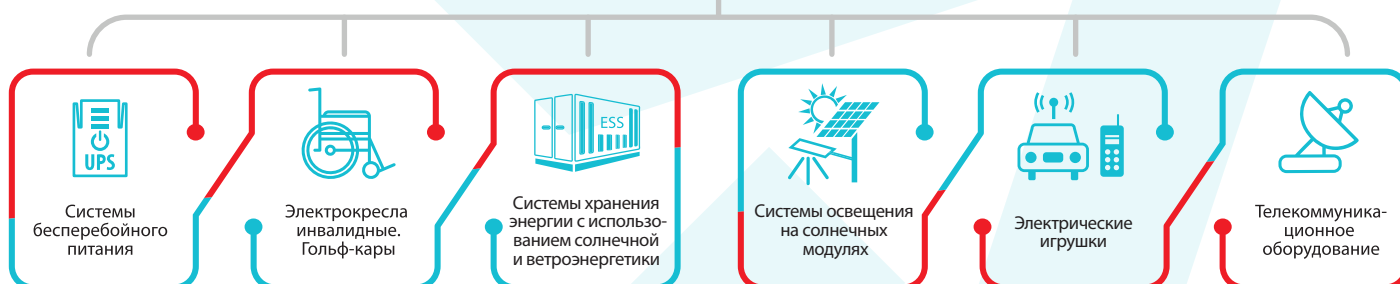 UPS
Системы
бесперебойного
питания
Электрокресла
инвалидные.
Гольф-кары
ESS
Системы хранения
энергии с использо-
ванием солнечной
и ветроэнергетики
Системы освещения
на солнечных
модулях
Электрические
игрушки
Телекоммуника-
ционное
оборудование